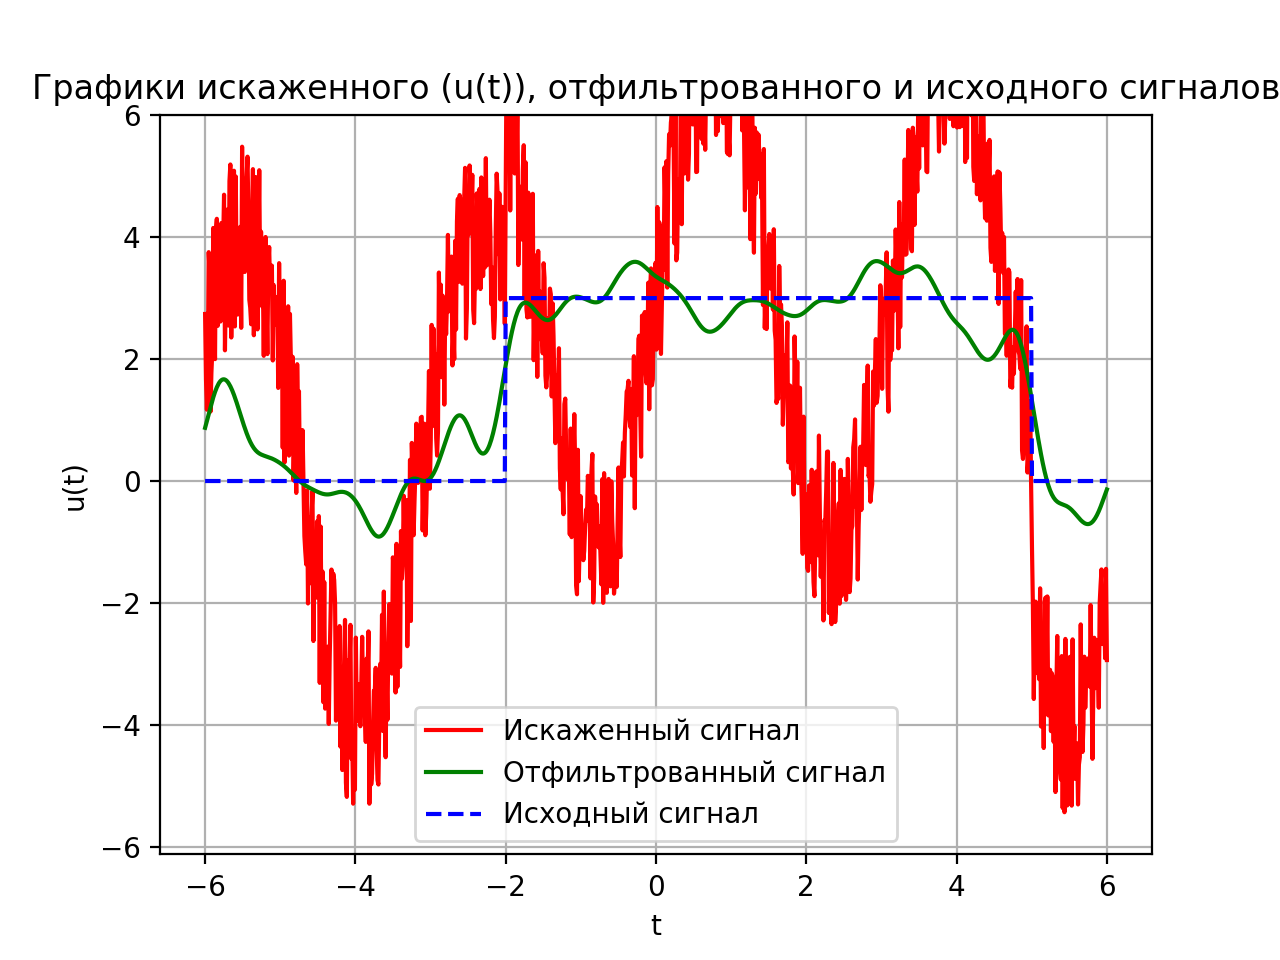 Графики искаженного (u(t)), отфильтрованного и исходного сигналов
6
4
2
0
−2
−4
−6
u(t)
Искаженный сигнал
Отфильтрованный сигнал
Исходный сигнал
−6 −4 −2 0 2 4 6
t